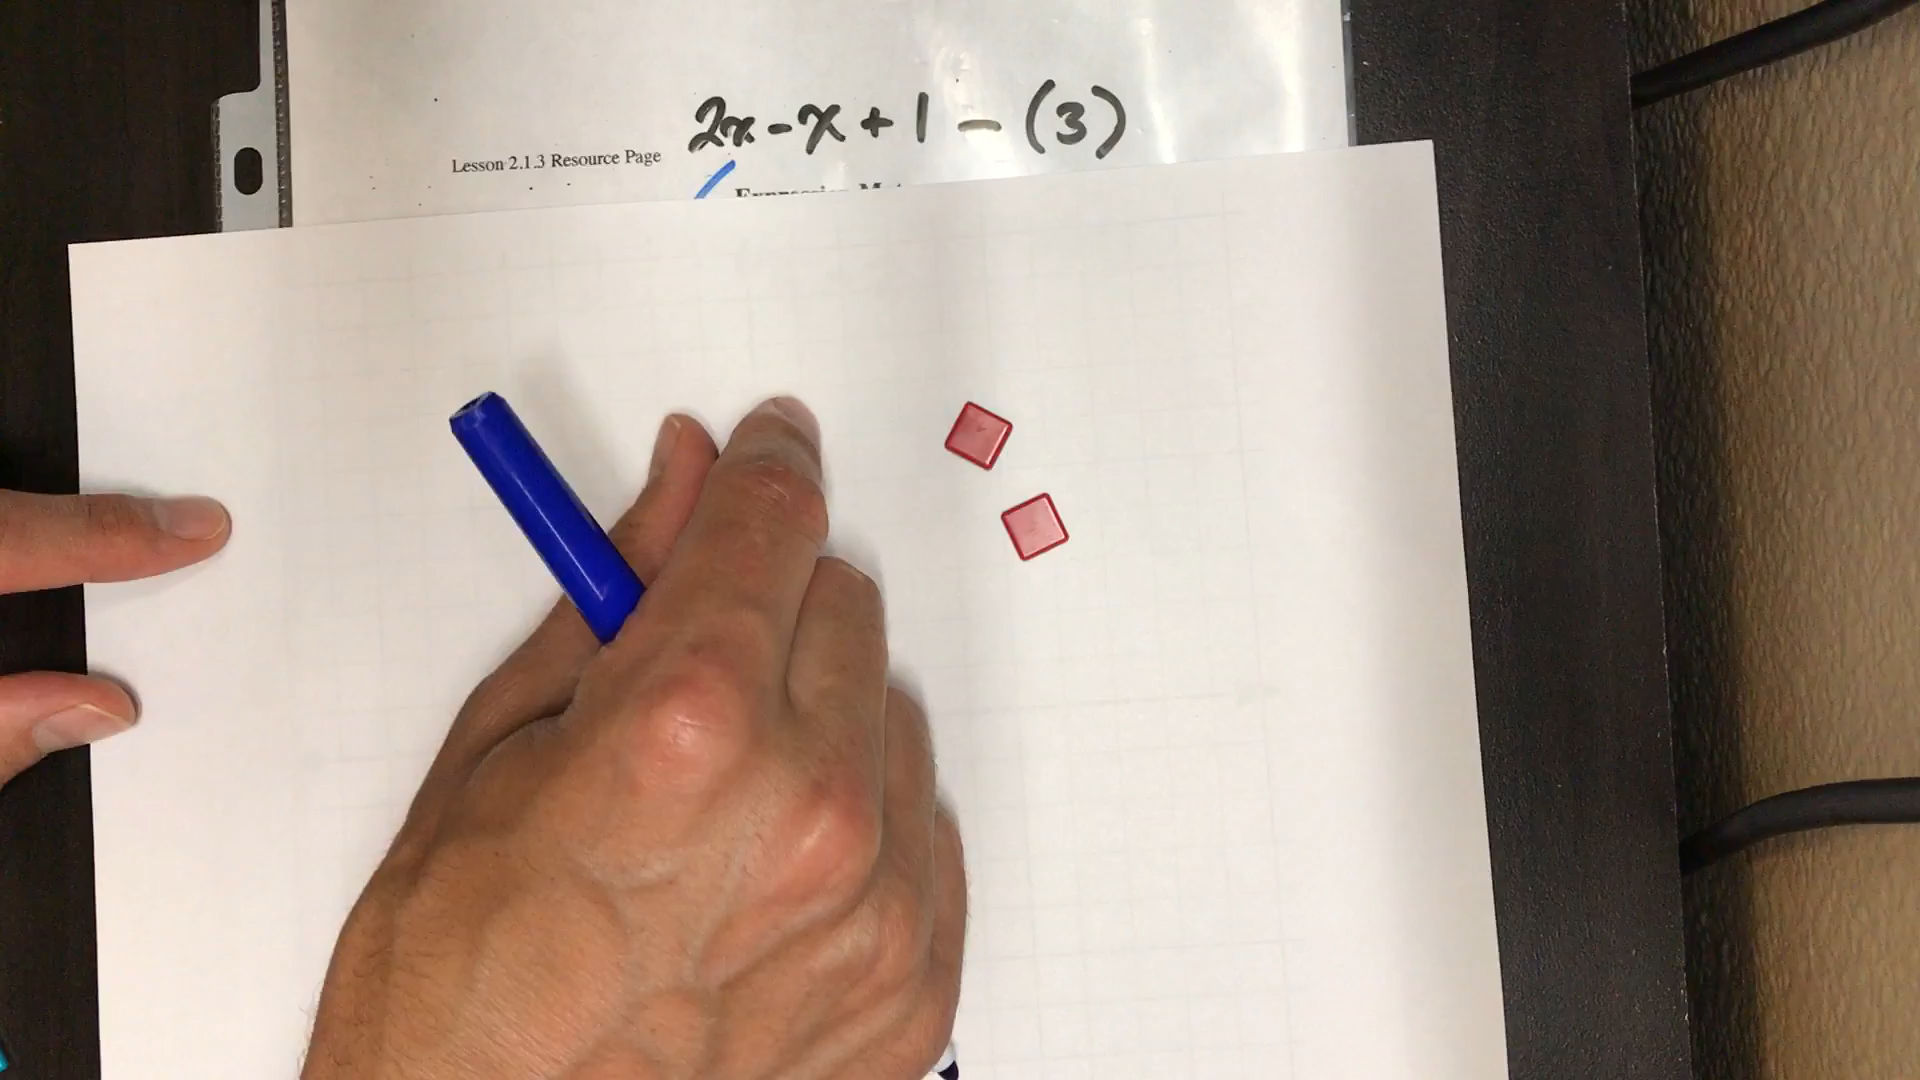 2x - x + 1 - (3)
Lesson 2.1.3 Resource Page